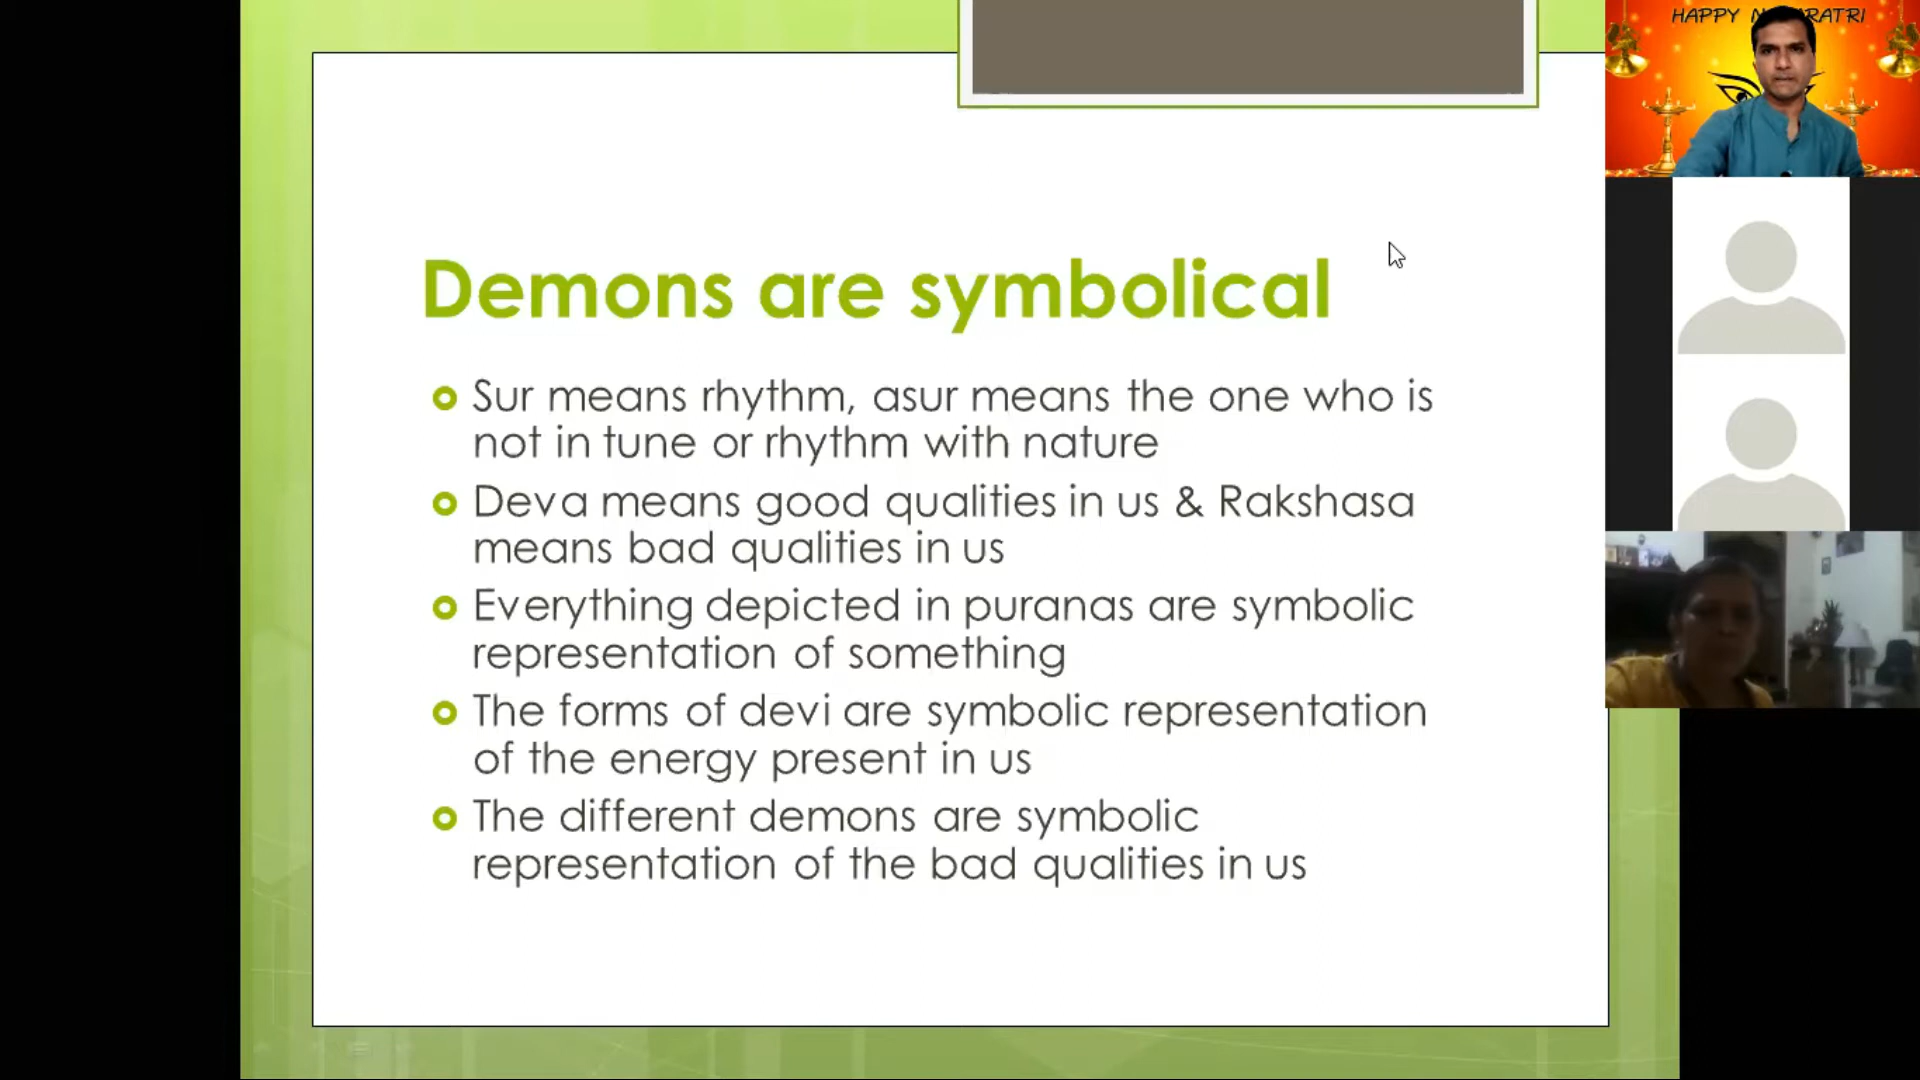 HAPPY N RATRI
Demons are symbolical
Sur means rhythm, asur means the one who is
not in tune or rhythm with nature
Deva means good qualities in us & Rakshasa
means bad qualities in us
Everything depicted in puranas are symbolic
representation of something
The forms of devi are symbolic representation
of the energy present in us
The different demons are symbolic
representation of the bad qualities in us